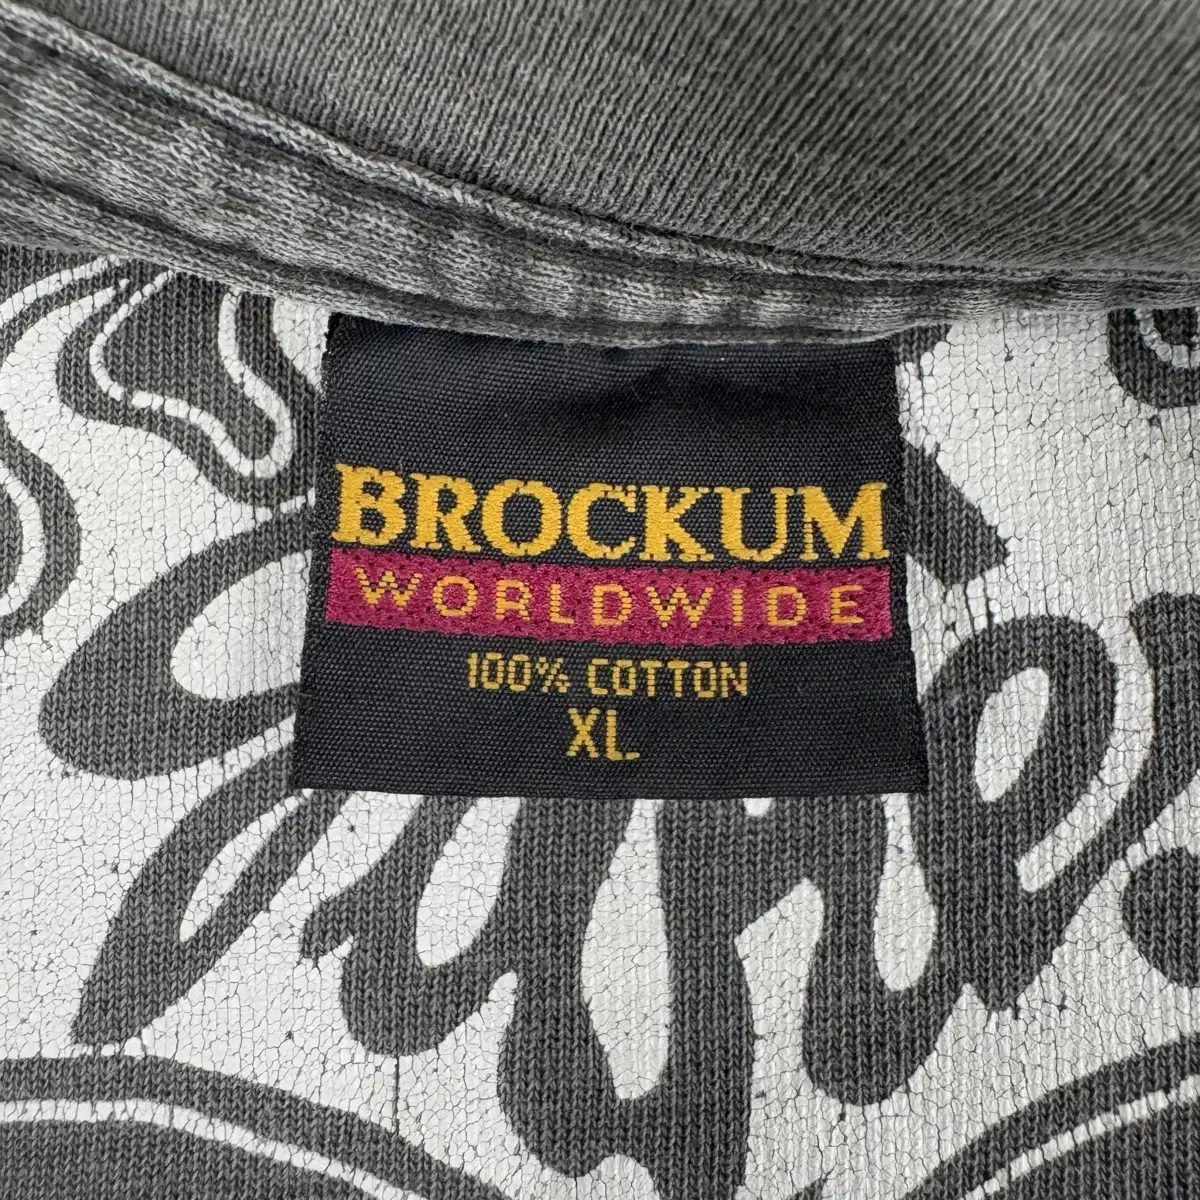 BROCKUM
WORLDWIDE
100% COTTON
XL